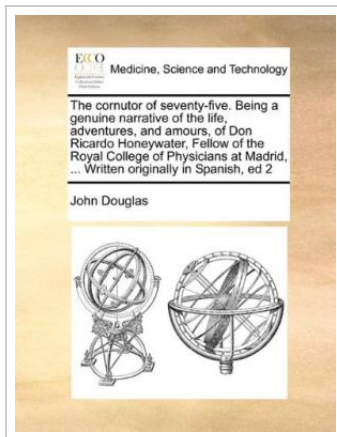 ECCO
Medicine, Science and Technology
The cornutor of seventy-five. Being a
genuine narrative of the life,
adventures, and amours, of Don
Ricardo Honeywater, Fellow of the
Royal College of Physicians at Madrid,
... Written originally in Spanish, ed 2
John Douglas